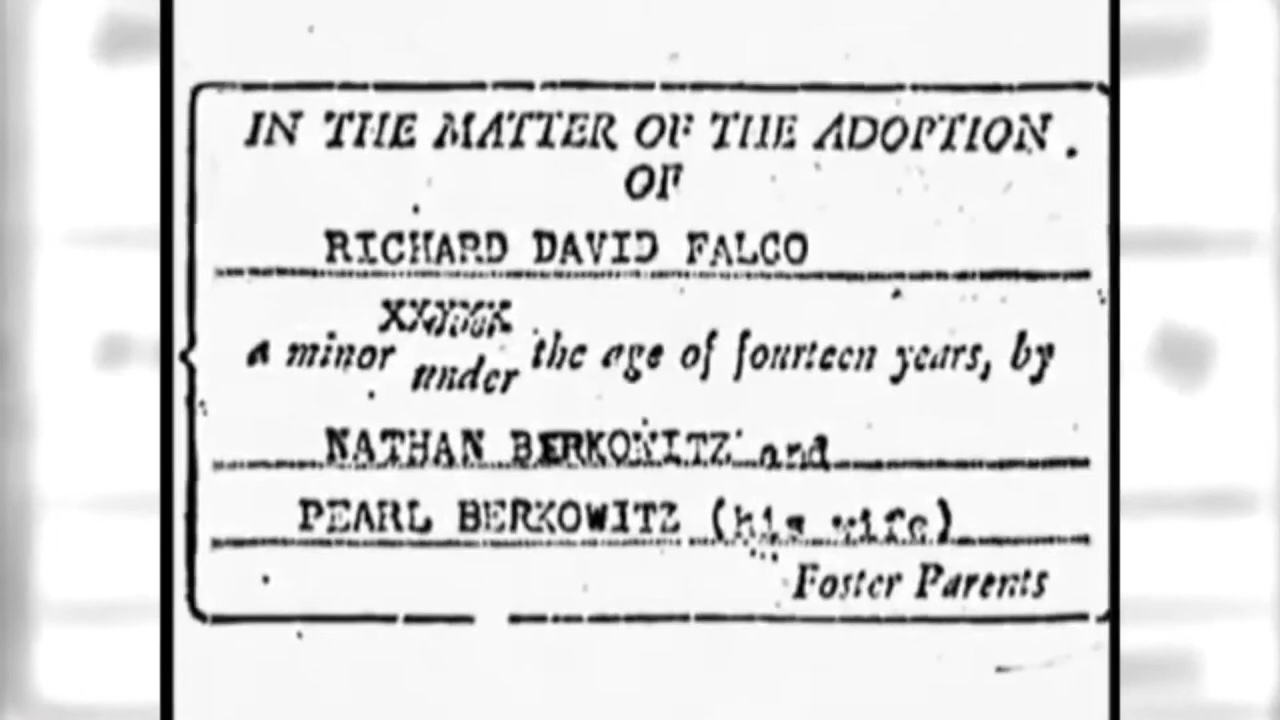 IN THE MATTER OF THE ADOPTION
OF
RICHARD DAVID FALCO
a minor under the age of fourteen years, by
NATHAN BERKOWITZ and
PEARL BERKOWITZ (his wife)
Foster Parents